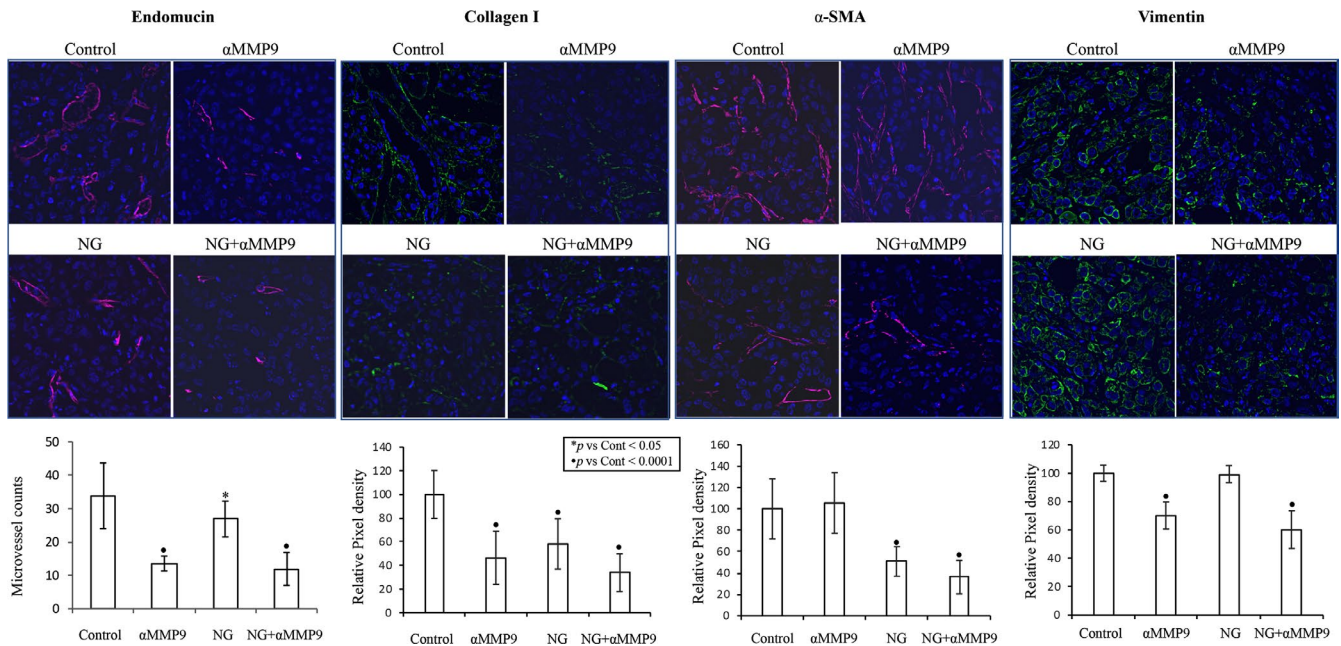 Endomucin
Collagen I
α-SMA
Vimentin
Control
αMMP9
Control
αMMP9
Control
αMMP9
Control
αMMP9
NG
NG+αMMP9
NG
NG+αMMP9
NG
NG+αMMP9
NG
NG+αMMP9
Microvessel counts
50
40
30
20
10
0
*
•
•
Control αMMP9 NG NG+αMMP9
Relative Pixel density
140
120
100
80
60
40
20
0
*p vs Cont < 0.05
•p vs Cont < 0.0001
•
•
•
Control αMMP9 NG NG+αMMP9
Relative Pixel density
160
140
120
100
80
60
40
20
0
•
•
Control αMMP9 NG NG+αMMP9
Relative Pixel density
120
100
80
60
40
20
0
•
•
Control αMMP9 NG NG+αMMP9